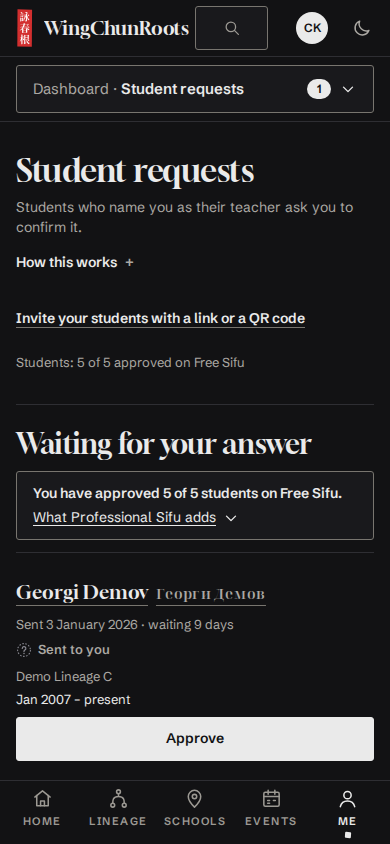 詠春根
WingChunRoots
CK
Dashboard · Student requests
1
Student requests
Students who name you as their teacher ask you to
confirm it.
How this works +
Invite your students with a link or a QR code
Students: 5 of 5 approved on Free Sifu
Waiting for your answer
You have approved 5 of 5 students on Free Sifu.
What Professional Sifu adds
Georgi Demov Георги Демов
Sent 3 January 2026 · waiting 9 days
Sent to you
Demo Lineage C
Jan 2007 – present
Approve
HOME
LINEAGE
SCHOOLS
EVENTS
ME